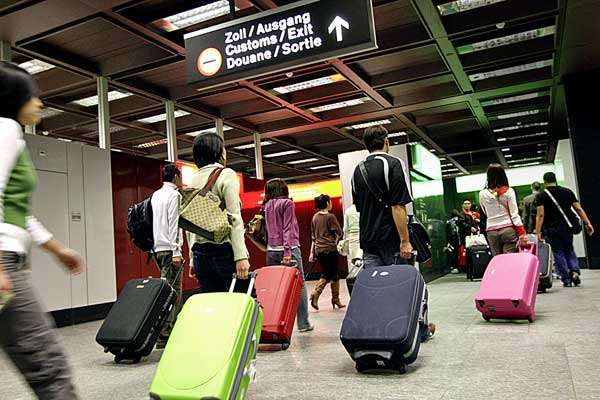 Zoll / Ausgang
Customs / Exit
Douane / Sortie